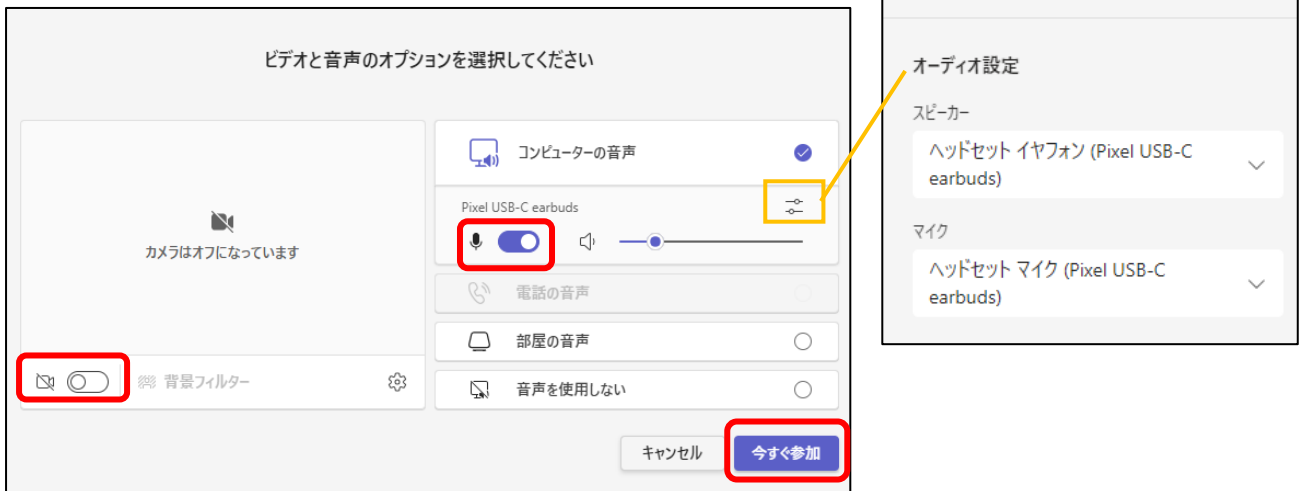 ビデオと音声のオプションを選択してください
カメラはオフになっています
背景フィルター
コンピューターの音声
Pixel USB-C earbuds
電話の音声
部屋の音声
音声を使用しない
キャンセル
今すぐ参加
オーディオ設定
スピーカー
ヘッドセット イヤフォン (Pixel USB-C
earbuds)
マイク
ヘッドセット マイク (Pixel USB-C
earbuds)